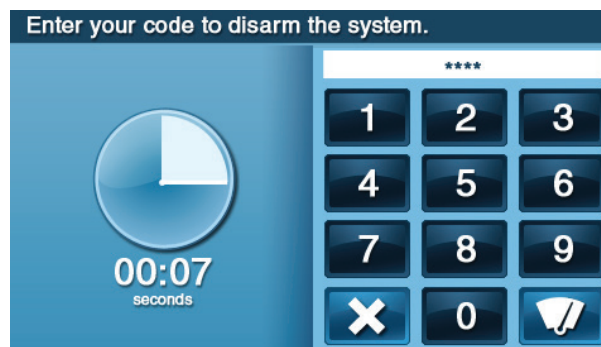 Enter your code to disarm the system.
****
1 2 3
4 5 6
7 8 9
0
00:07
seconds